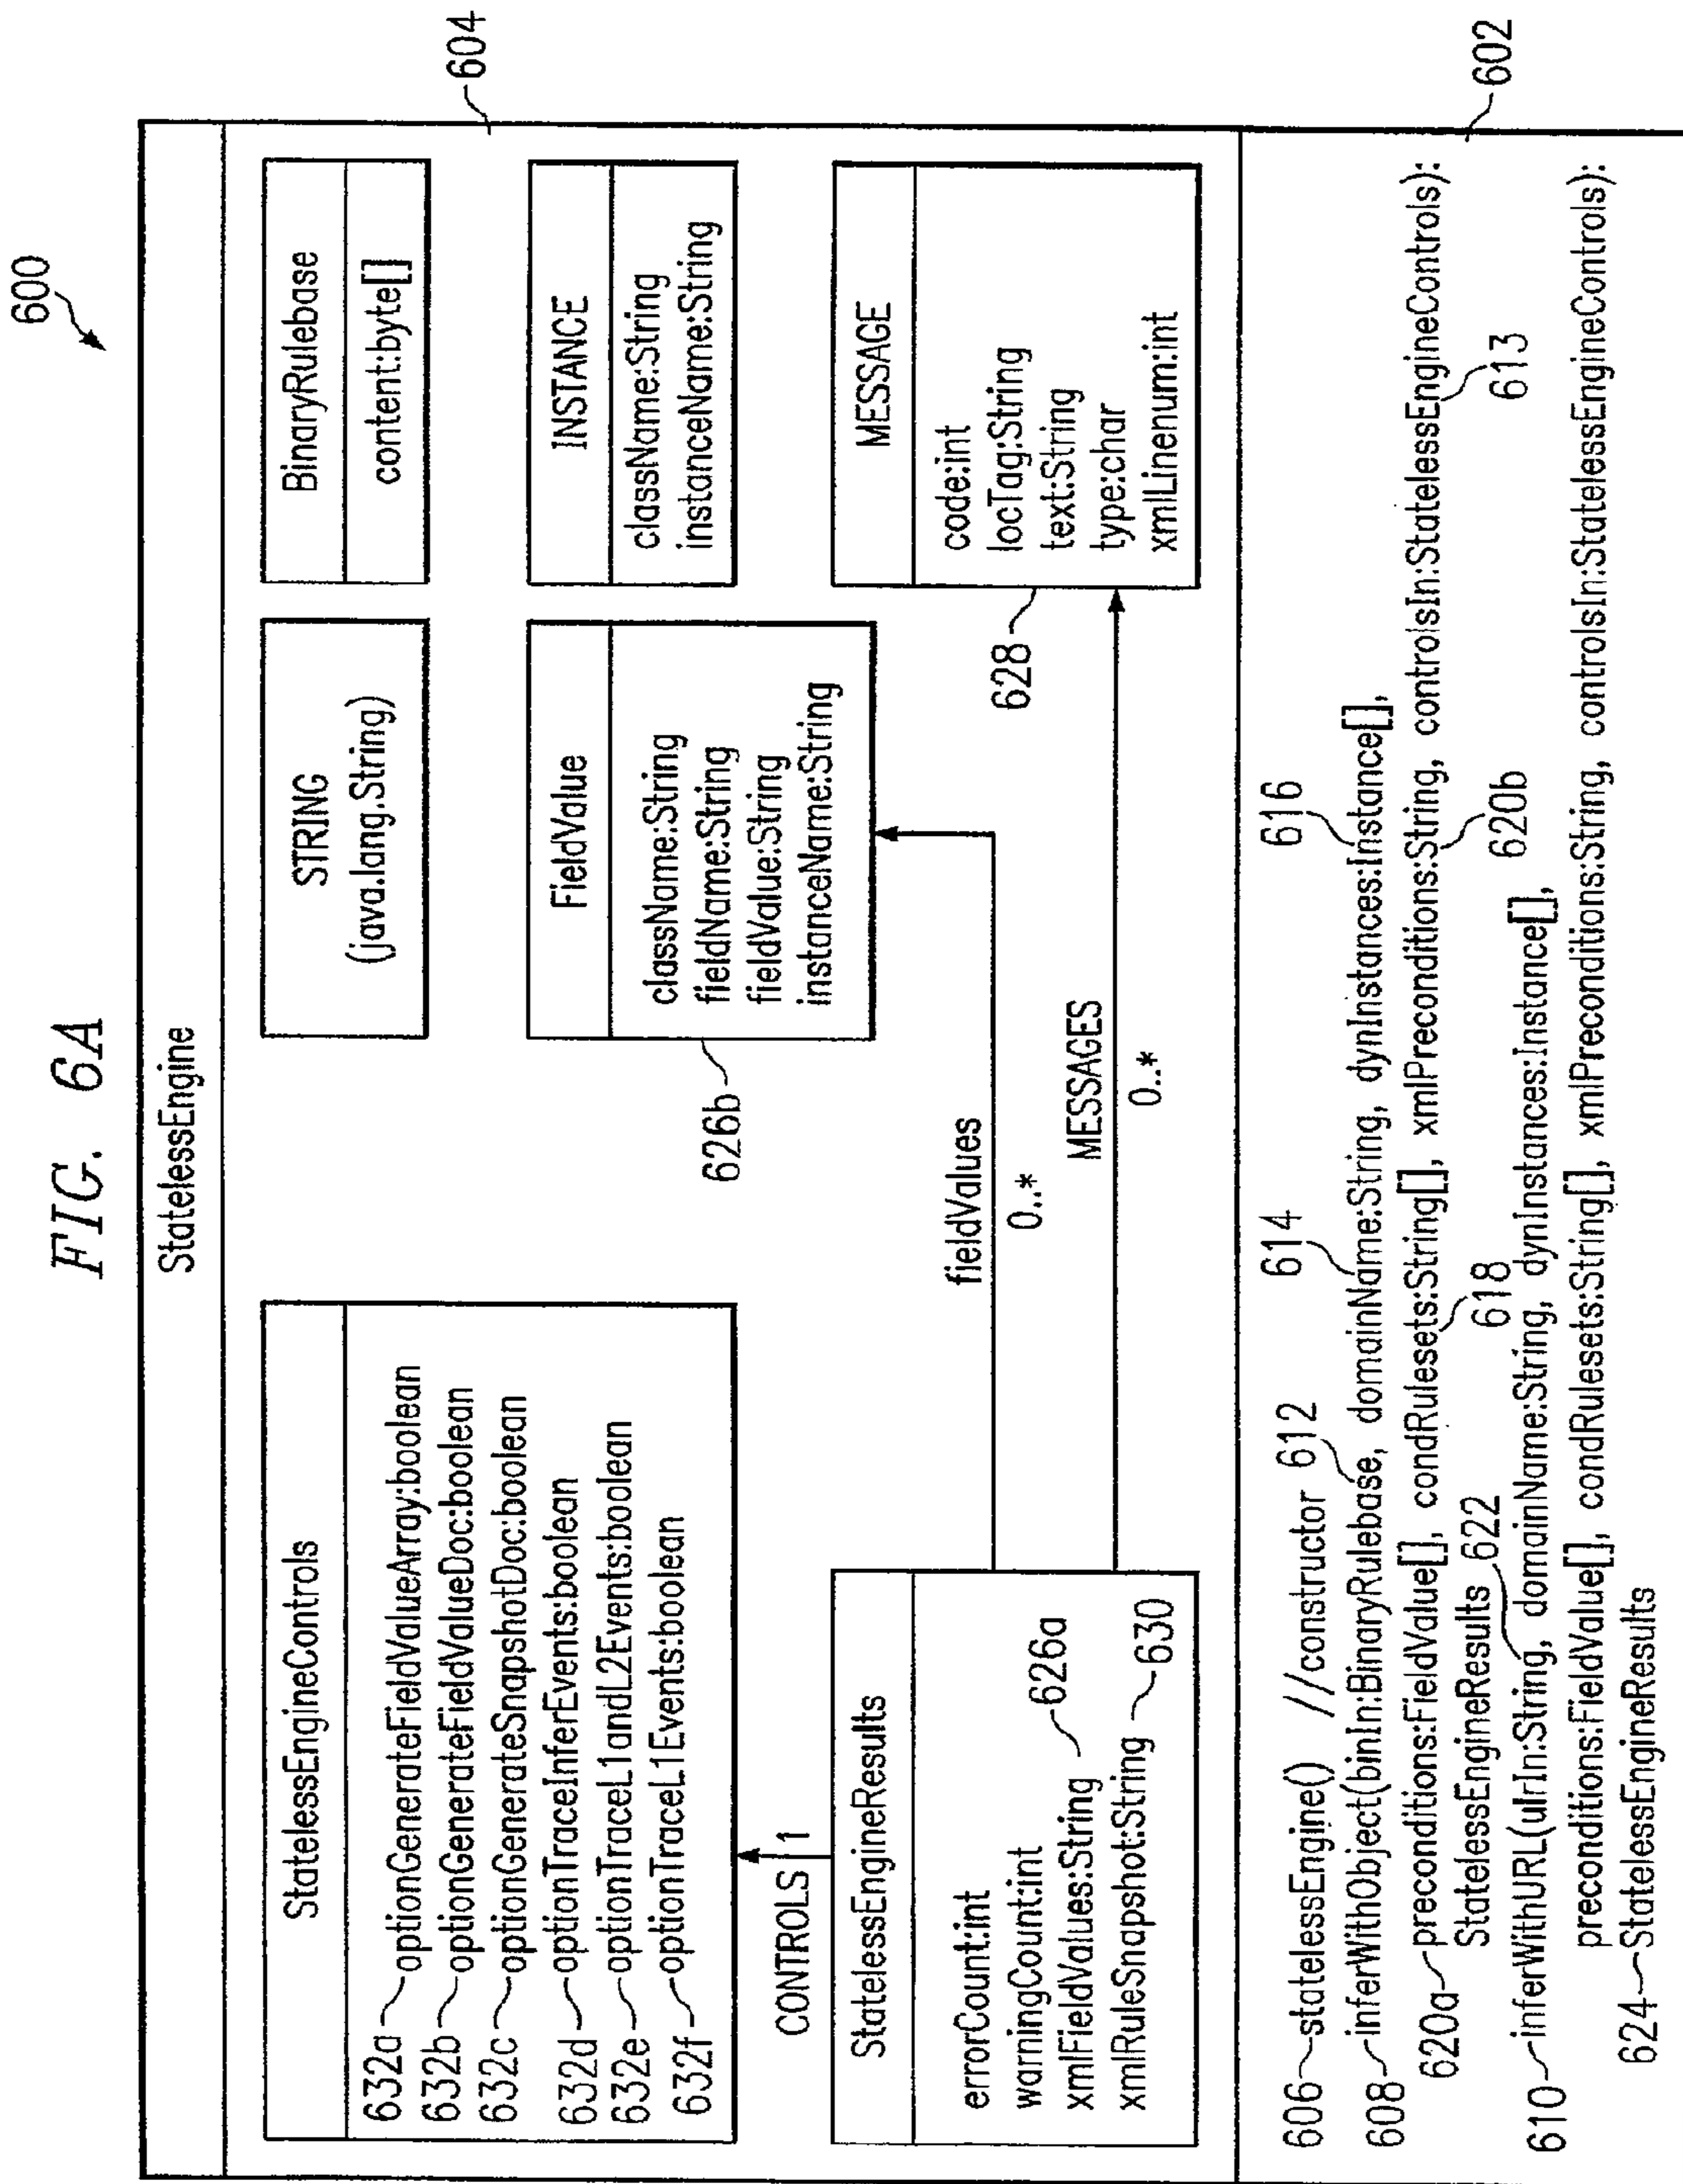 FIG. 6A
600
StatelessEngine
604
StatelessEngineControls
632a optionGenerateFieldValueArray:boolean
632b optionGenerateFieldValueDoc:boolean
632c optionGenerateSnapshotDoc:boolean
632d optionTraceInferEvents:boolean
632e optionTraceL1andL2Events:boolean
632f optionTraceL1Events:boolean
STRING
(java.lang.String)
BinaryRulebase
content:byte[]
FieldValue
className:String
fieldName:String
fieldValue:String
instanceName:String
626b
INSTANCE
className:String
instanceName:String
CONTROLS 1
StatelessEngineResults
errorCount:int
warningCount:int
xmlFieldValues:String 626a
xmlRuleSnapshot:String 630
fieldValues
0..*
MESSAGES
0..*
MESSAGE
code:int
locTag:String
text:String
type:char
xmlLinenum:int
628
602
606 statelessEngine() //constructor 612 614 616
608 inferWithObject(binIn:BinaryRulebase, domainName:String, dynInstances:Instance[],
620a preconditions:FieldValue[], condRulesets:String[], xmlPreconditions:String, controlsIn:StatelessEngineControls):
StatelessEngineResults 622 618 620b 613
610 inferWithURL(ulrIn:String, domainName:String, dynInstances:Instance[],
preconditions:FieldValue[], condRulesets:String[], xmlPreconditions:String, controlsIn:StatelessEngineControls):
624 StatelessEngineResults